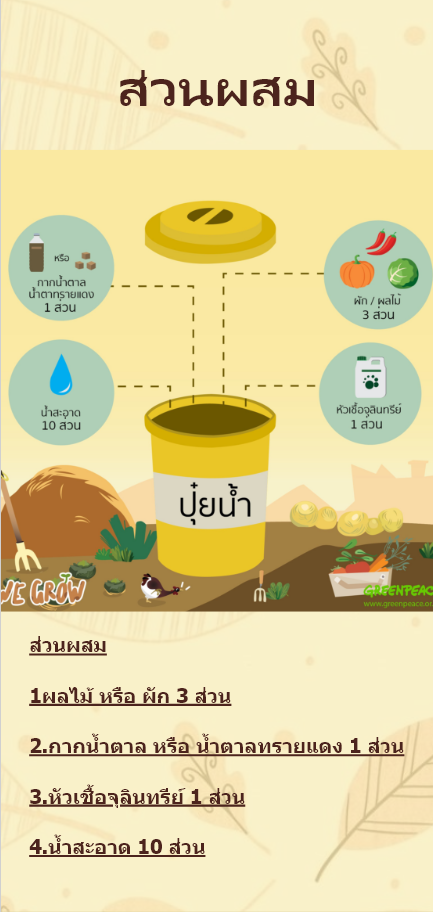 ส่วนผสม
หรือ
กากน้ำตาล
น้ำตาทรายแดง
1 ส่วน
ผัก / ผลไม้
3 ส่วน
น้ำสะอาด
10 ส่วน
หัวเชื้อจุลินทรีย์
1 ส่วน
ปุ๋ยน้ำ
WE GROW
GREENPEAC
www.greenpeace.or
ส่วนผสม
1ผลไม้ หรือ ผัก 3 ส่วน
2.กากน้ำตาล หรือ น้ำตาลทรายแดง 1 ส่วน
3.หัวเชื้อจุลินทรีย์ 1 ส่วน
4.น้ำสะอาด 10 ส่วน